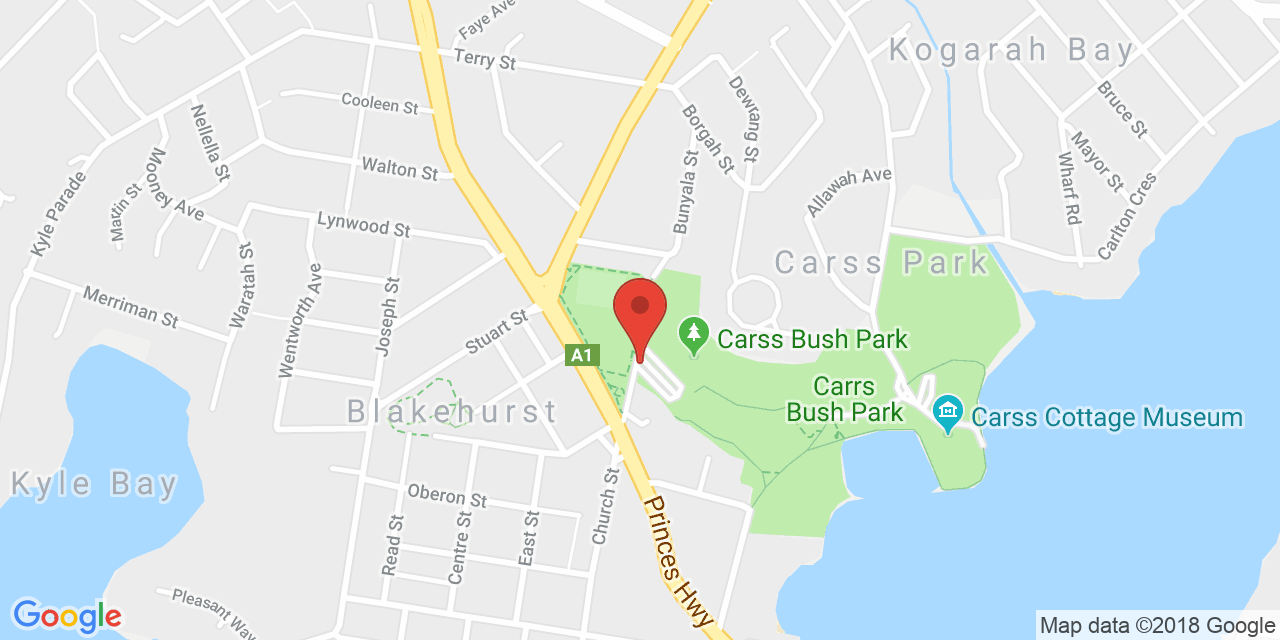 Faye Ave
Terry St
Kogarah Bay
Cooleen St
Dewrang St
Bruce St
Nellella St
Borgah St
Mayor St
Walton St
Mooney Ave
Martin St
Kyle Parade
Bunyala St
Allawah Ave
Wharf Rd
Carlton Cres
Lynwood St
Carss Park
Waratah St
Merriman St
Wentworth Ave
Joseph St
Stuart St
A1
Carss Bush Park
Carrs
Bush Park
Blakehurst
Carss Cottage Museum
Kyle Bay
Oberon St
Church St
Read St
Centre St
East St
Princes Hwy
Pleasant Way
Google
Map data ©2018 Google